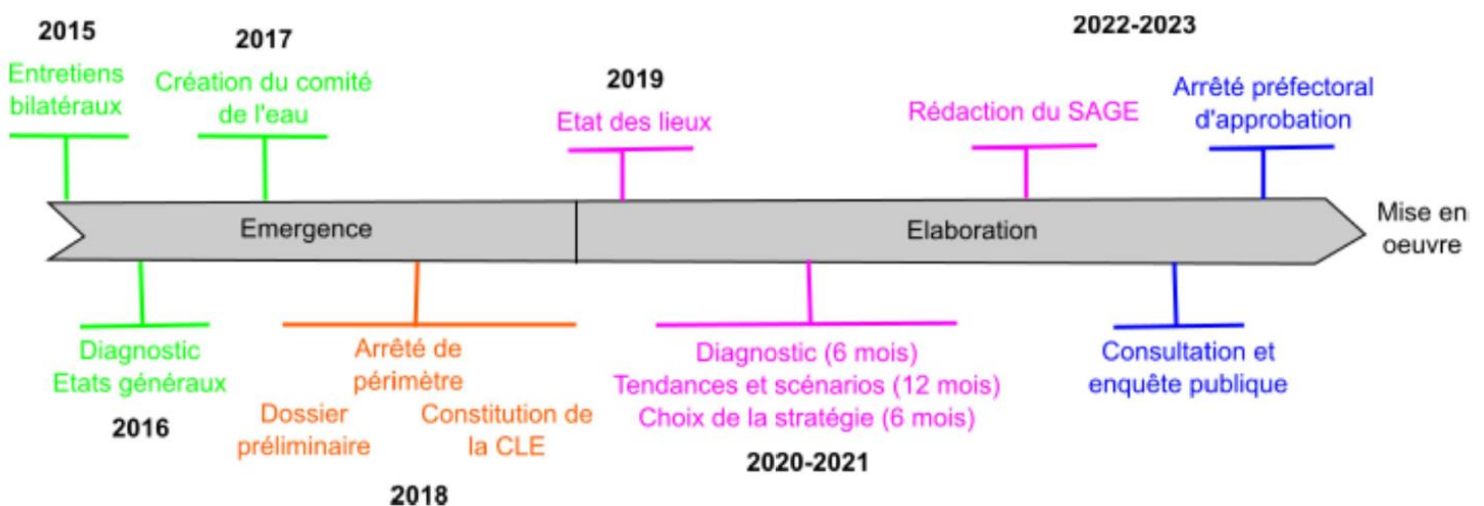 2015
Entretiens
bilatéraux
2017
Création du comité
de l'eau
2019
Etat des lieux
2022-2023
Rédaction du SAGE
Arrêté préfectoral
d'approbation
Emergence
Elaboration
Mise en
oeuvre
Diagnostic
Etats généraux
2016
Arrêté de
périmètre
Dossier
préliminaire
Constitution de
la CLE
2018
Diagnostic (6 mois)
Tendances et scénarios (12 mois)
Choix de la stratégie (6 mois)
2020-2021
Consultation et
enquête publique